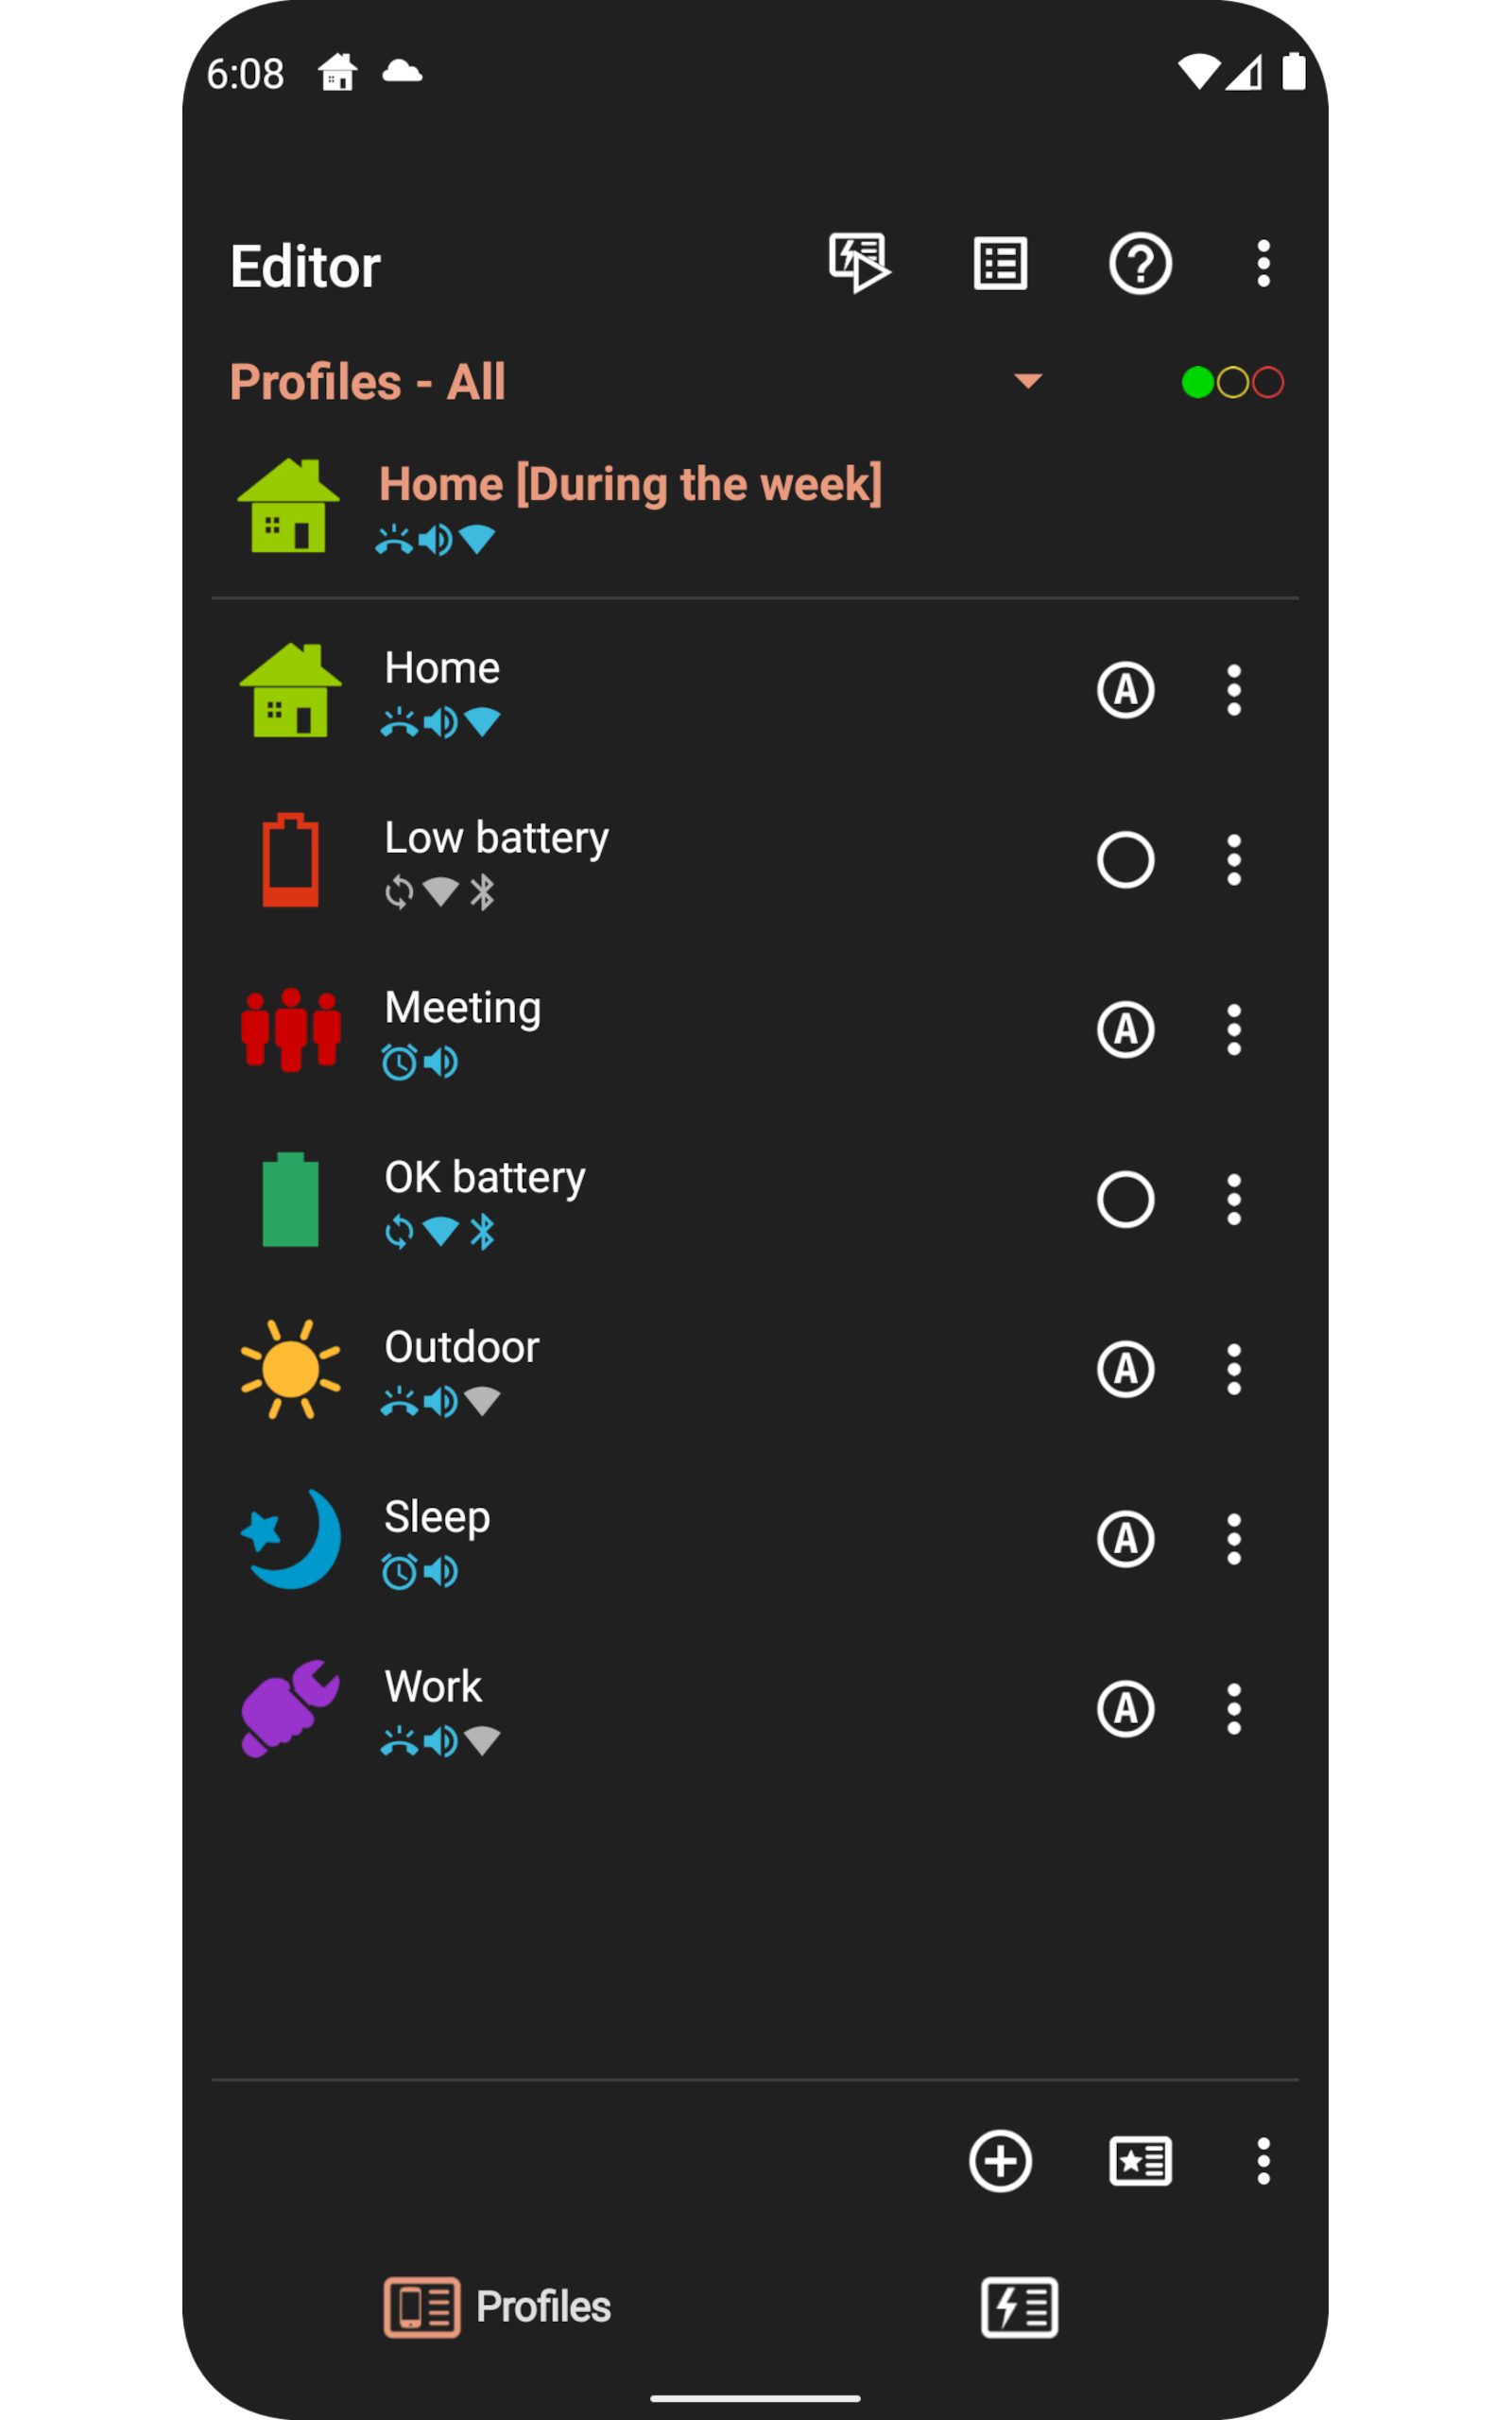 6:08
Editor
Profiles - All
Home [During the week]
Home
A
Low battery
Meeting
A
OK battery
Outdoor
A
Sleep
A
Work
A
Profiles